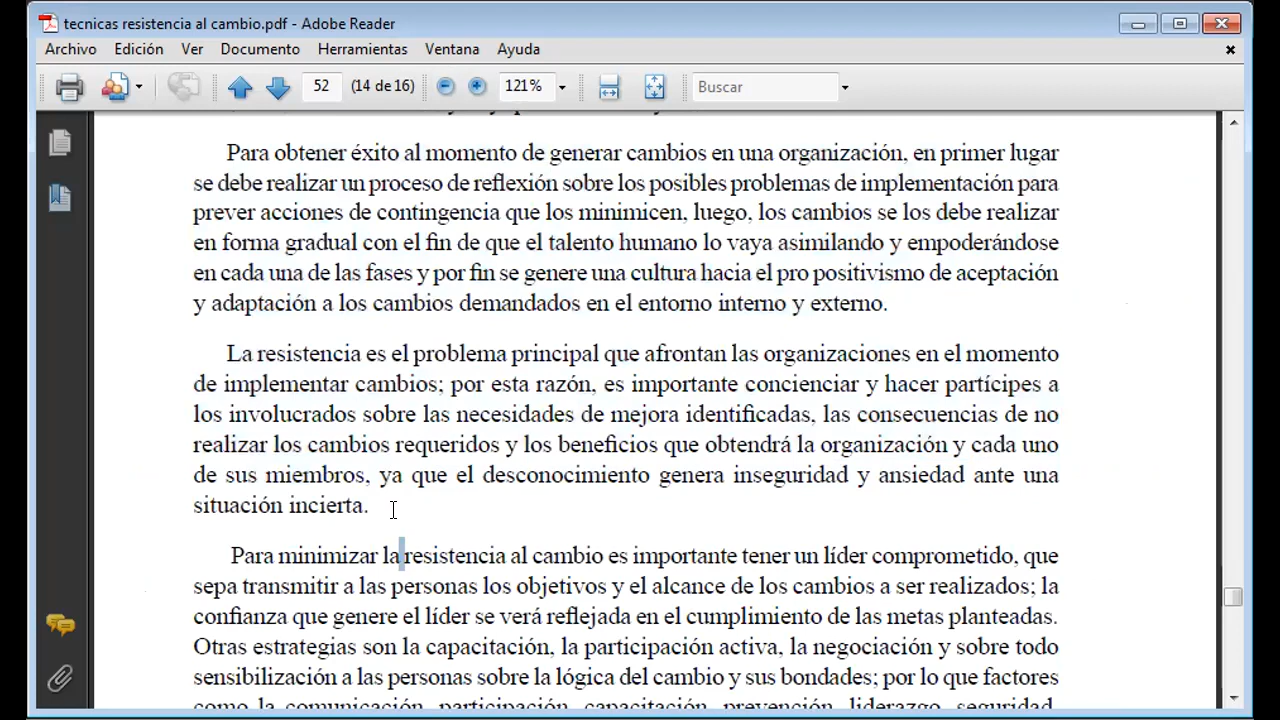 tecnicas resistencia al cambio.pdf - Adobe Reader
Archivo Edición Ver Documento Herramientas Ventana Ayuda
52 (14 de 16) 121% Buscar
Para obtener éxito al momento de generar cambios en una organización, en primer lugar
se debe realizar un proceso de reflexión sobre los posibles problemas de implementación para
prever acciones de contingencia que los minimicen, luego, los cambios se los debe realizar
en forma gradual con el fin de que el talento humano lo vaya asimilando y empoderándose
en cada una de las fases y por fin se genere una cultura hacia el pro positivismo de aceptación
y adaptación a los cambios demandados en el entorno interno y externo.
La resistencia es el problema principal que afrontan las organizaciones en el momento
de implementar cambios; por esta razón, es importante concienciar y hacer partícipes a
los involucrados sobre las necesidades de mejora identificadas, las consecuencias de no
realizar los cambios requeridos y los beneficios que obtendrá la organización y cada uno
de sus miembros, ya que el desconocimiento genera inseguridad y ansiedad ante una
situación incierta.
Para minimizar la resistencia al cambio es importante tener un líder comprometido, que
sepa transmitir a las personas los objetivos y el alcance de los cambios a ser realizados; la
confianza que genere el líder se verá reflejada en el cumplimiento de las metas planteadas.
Otras estrategias son la capacitación, la participación activa, la negociación y sobre todo
sensibilización a las personas sobre la lógica del cambio y sus bondades; por lo que factores
como la comunicación, participación, capacitación, prevención, liderazgo, seguridad,